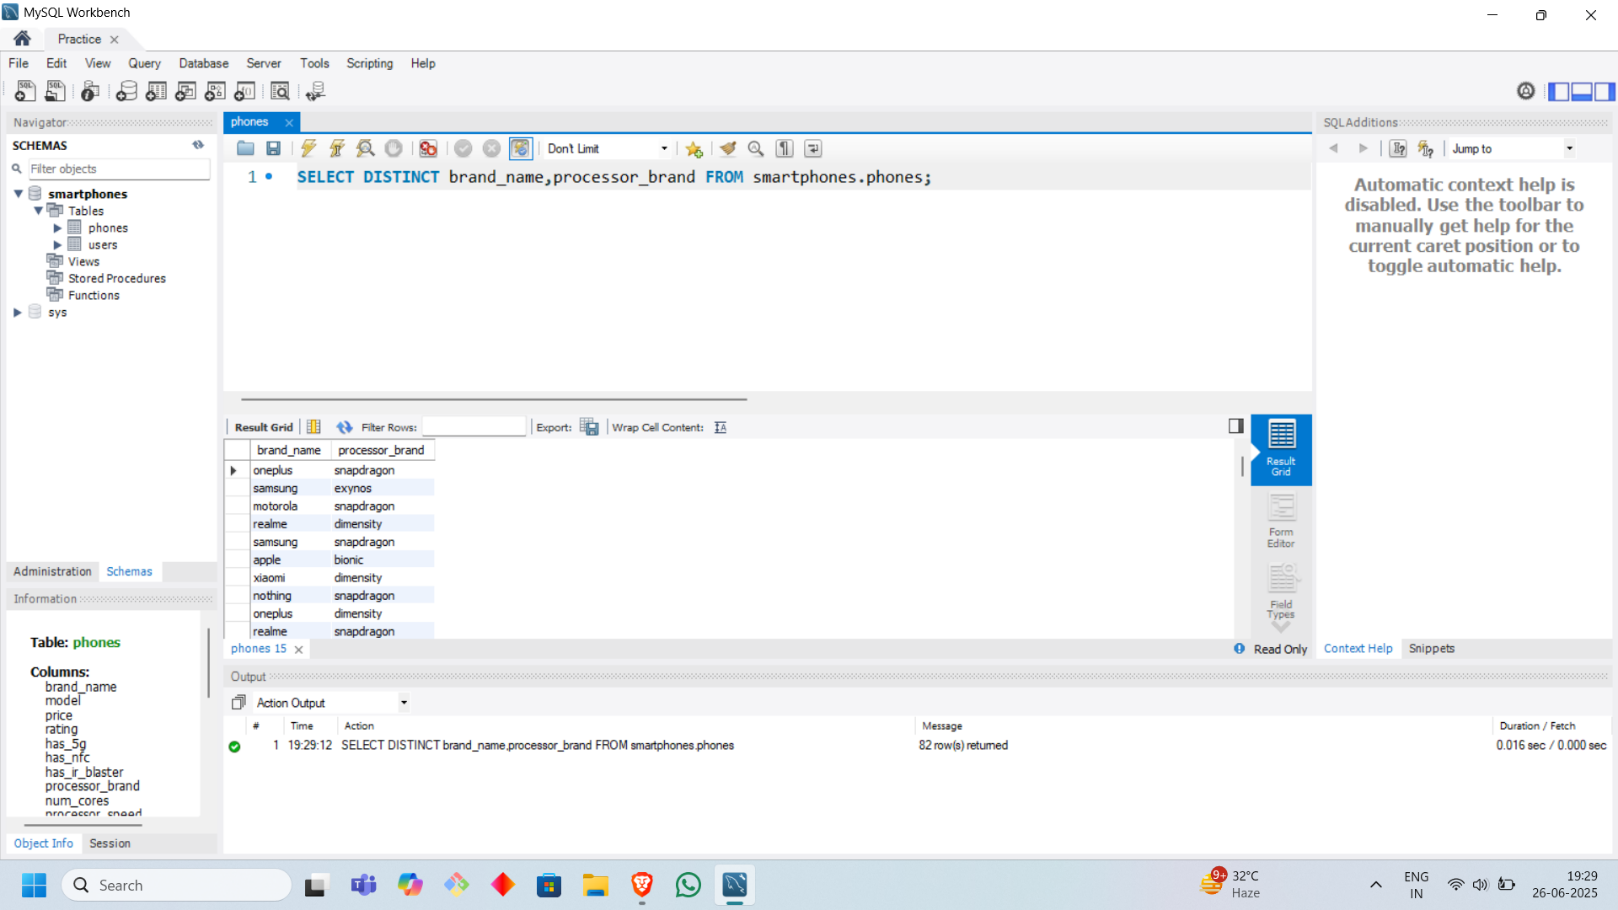 MySQL Workbench
Practice
File Edit View Query Database Server Tools Scripting Help
Navigator
SCHEMAS
Filter objects
smartphones
Tables
phones
users
Views
Stored Procedures
Functions
sys
Administration Schemas
Information
Table: phones
Columns:
brand_name
model
price
rating
has_5g
has_nfc
has_ir_blaster
processor_brand
num_cores
processor_speed
Object Info Session
phones
Don't Limit
1 SELECT DISTINCT brand_name,processor_brand FROM smartphones.phones;
Result Grid Filter Rows: Export: Wrap Cell Content:
brand_name processor_brand
oneplus snapdragon
samsung exynos
motorola snapdragon
realme dimensity
samsung snapdragon
apple bionic
xiaomi dimensity
nothing snapdragon
oneplus dimensity
realme snapdragon
Result
Grid
Form
Editor
Field
Types
phones 15
Read Only
Output
Action Output
# Time Action Message Duration / Fetch
1 19:29:12 SELECT DISTINCT brand_name,processor_brand FROM smartphones.phones 82 row(s) returned 0.016 sec / 0.000 sec
SQLAdditions
Jump to
Automatic context help is
disabled. Use the toolbar to
manually get help for the
current caret position or to
toggle automatic help.
Context Help Snippets
Search
9+
32°C
Haze
ENG
IN
19:29
26-06-2025